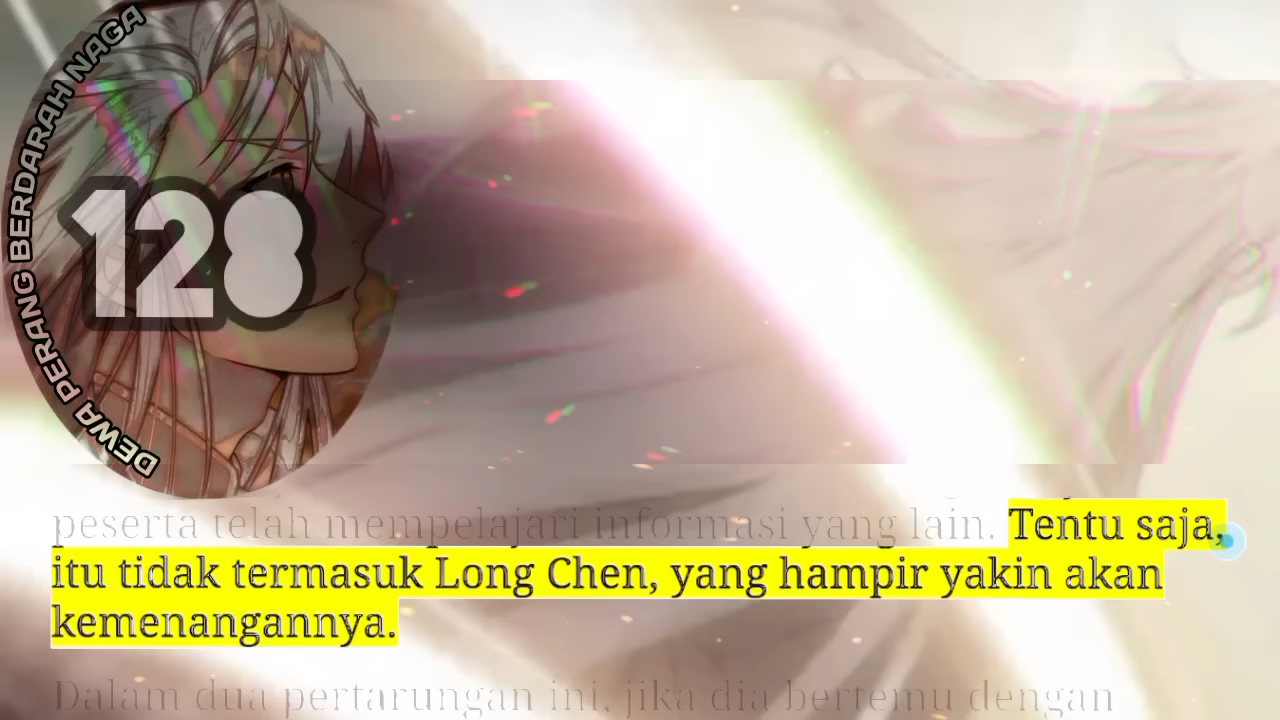 DEWA PERANG BERDARAH NAGA
128
peserta telah mempelajari informasi yang lain. Tentu saja,
itu tidak termasuk Long Chen, yang hampir yakin akan
kemenangannya.
Dalam dua pertarungan ini, jika dia bertemu dengan